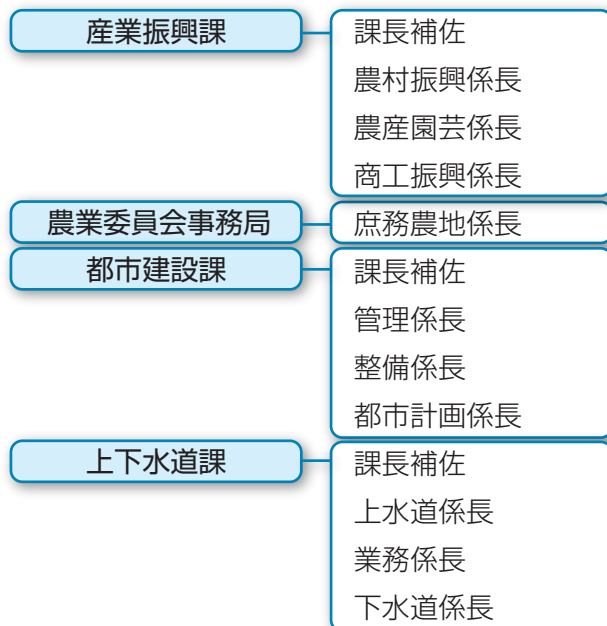 産業振興課
課長補佐
農村振興係長
農産園芸係長
商工振興係長
農業委員会事務局
庶務農地係長
都市建設課
課長補佐
管理係長
整備係長
都市計画係長
上下水道課
課長補佐
上水道係長
業務係長
下水道係長